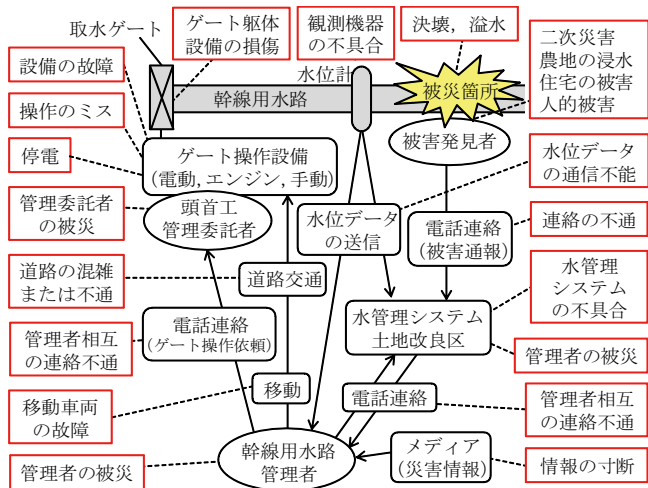 取水ゲート
ゲート躯体
設備の損傷
観測機器
の不具合
決壊，溢水
二次災害
農地の浸水
住宅の被害
人的被害
設備の故障
水位計
被災箇所
幹線用水路
操作のミス
被害発見者
停電
ゲート操作設備
(電動，エンジン，手動)
水位データ
の通信不能
管理委託者
の被災
頭首工
管理委託者
水位データ
の送信
電話連絡
(被害通報)
連絡の不通
道路の混雑
または不通
道路交通
水管理
システム
の不具合
管理者相互
の連絡不通
電話連絡
(ゲート操作依頼)
水管理システム
土地改良区
管理者の被災
移動車両
の故障
移動
電話連絡
管理者相互
の連絡不通
管理者の被災
幹線用水路
管理者
メディア
(災害情報)
情報の寸断